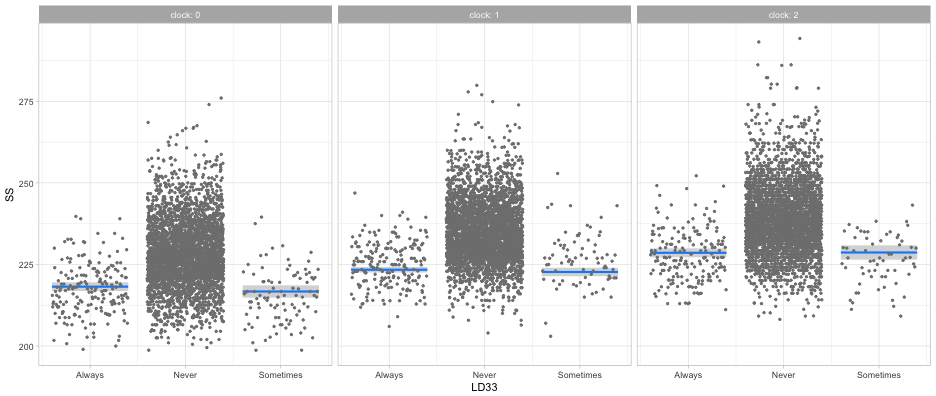 clock: 0
clock: 1
clock: 2
SS
275
250
225
200
Always
Never
Sometimes
Always
Never
Sometimes
Always
Never
Sometimes
LD33